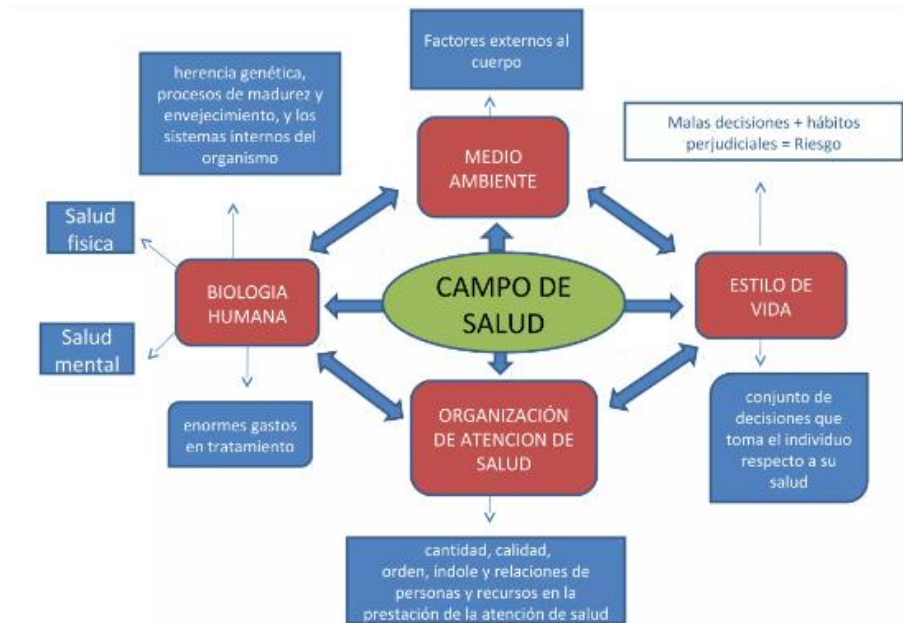 Factores externos al
cuerpo
herencia genética,
procesos de madurez y
envejecimiento, y los
sistemas internos del
organismo
Malas decisiones + hábitos
perjudiciales = Riesgo
MEDIO
AMBIENTE
Salud
fisica
BIOLOGIA
HUMANA
CAMPO DE
SALUD
ESTILO DE
VIDA
Salud
mental
enormes gastos
en tratamiento
ORGANIZACIÓN
DE ATENCION DE
SALUD
conjunto de
decisiones que
toma el individuo
respecto a su
salud
cantidad, calidad,
orden, índole y relaciones de
personas y recursos en la
prestación de la atención de salud